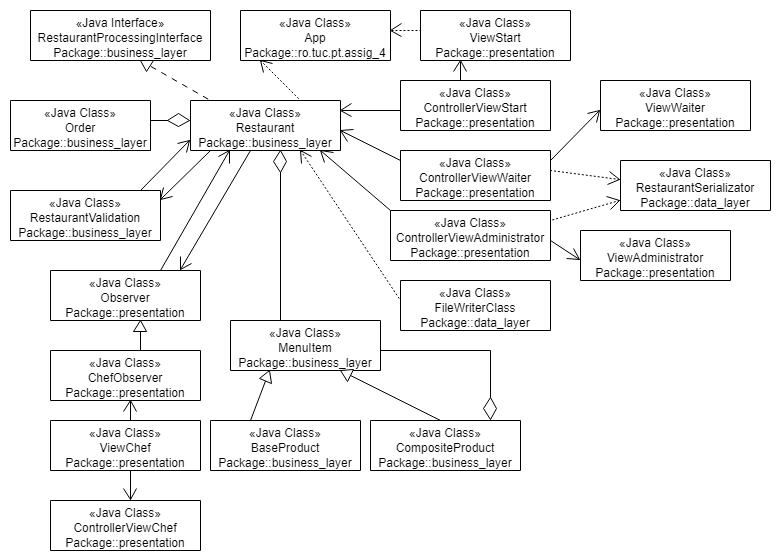 «Java Interface»
RestaurantProcessingInterface
Package::business_layer
«Java Class»
App
Package::ro.tuc.pt.assig_4
«Java Class»
ViewStart
Package::presentation
«Java Class»
Order
Package::business_layer
«Java Class»
Restaurant
Package::business_layer
«Java Class»
ControllerViewStart
Package::presentation
«Java Class»
ViewWaiter
Package::presentation
«Java Class»
ControllerViewWaiter
Package::presentation
«Java Class»
RestaurantSerializator
Package::data_layer
«Java Class»
RestaurantValidation
Package::business_layer
«Java Class»
ControllerViewAdministrator
Package::presentation
«Java Class»
ViewAdministrator
Package::presentation
«Java Class»
Observer
Package::presentation
«Java Class»
FileWriterClass
Package::data_layer
«Java Class»
MenuItem
Package::business_layer
«Java Class»
ChefObserver
Package::presentation
«Java Class»
ViewChef
Package::presentation
«Java Class»
BaseProduct
Package::business_layer
«Java Class»
CompositeProduct
Package::business_layer
«Java Class»
ControllerViewChef
Package::presentation